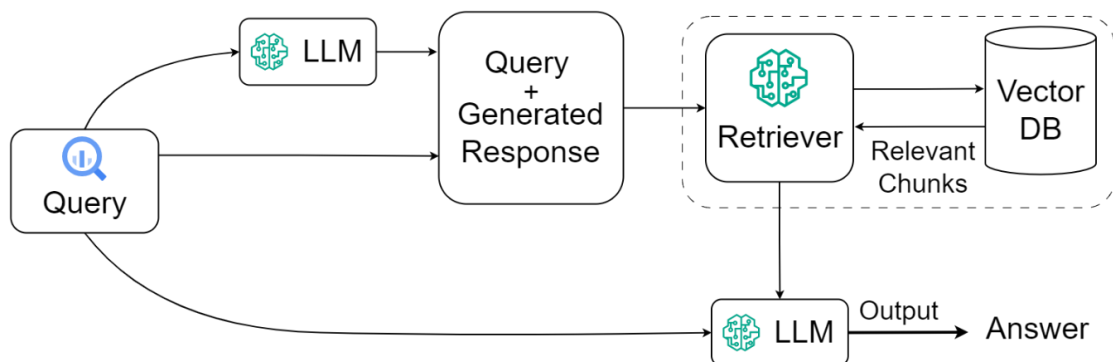 LLM
Query
+
Generated
Response
Retriever
Vector
DB
Relevant
Chunks
Query
LLM
Output
Answer